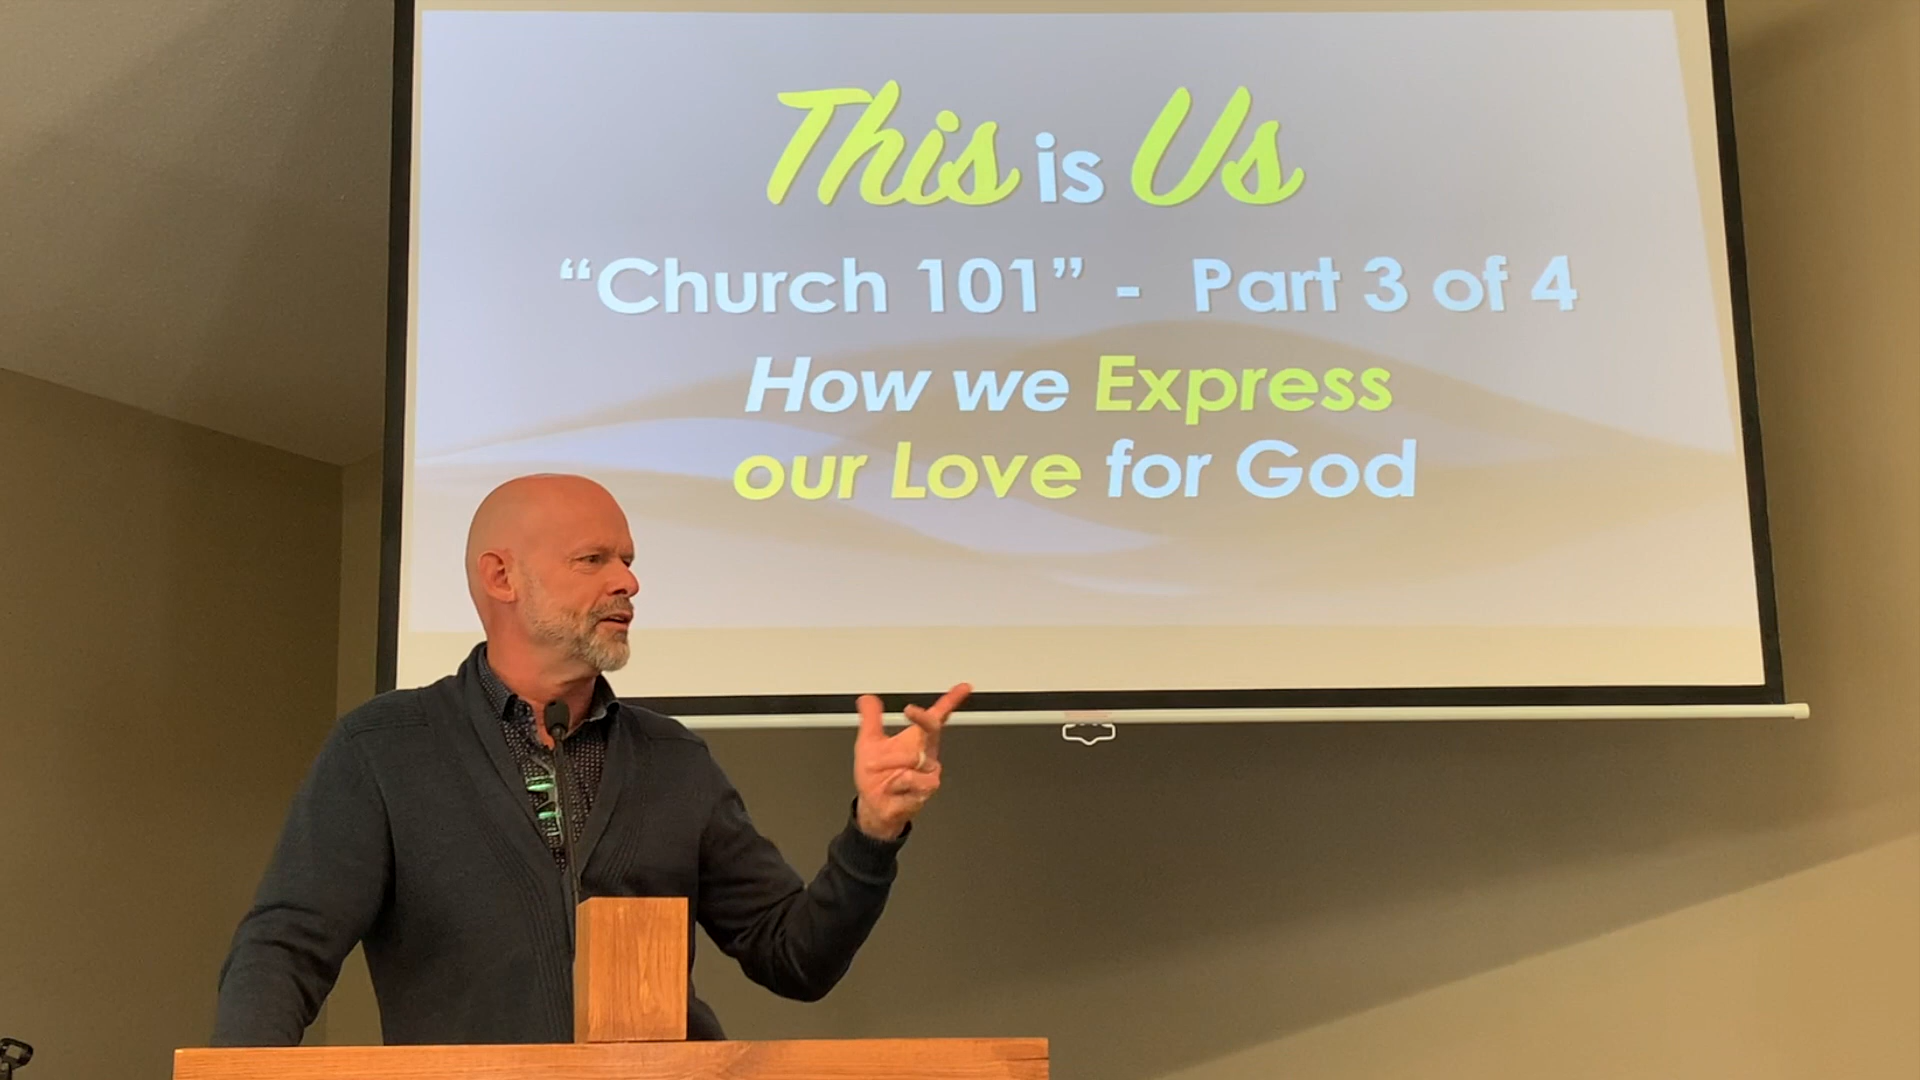 This is Us
“Church 101” - Part 3 of 4
How we Express
our Love for God